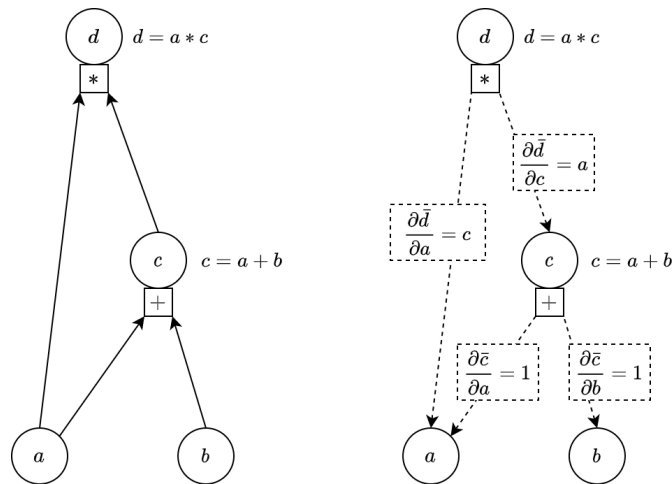 d d = a * c
*
c c = a + b
+
a b
d d = a * c
*
∂d̄/∂c = a
∂d̄/∂a = c
c c = a + b
+
∂c̄/∂a = 1 ∂c̄/∂b = 1
a b